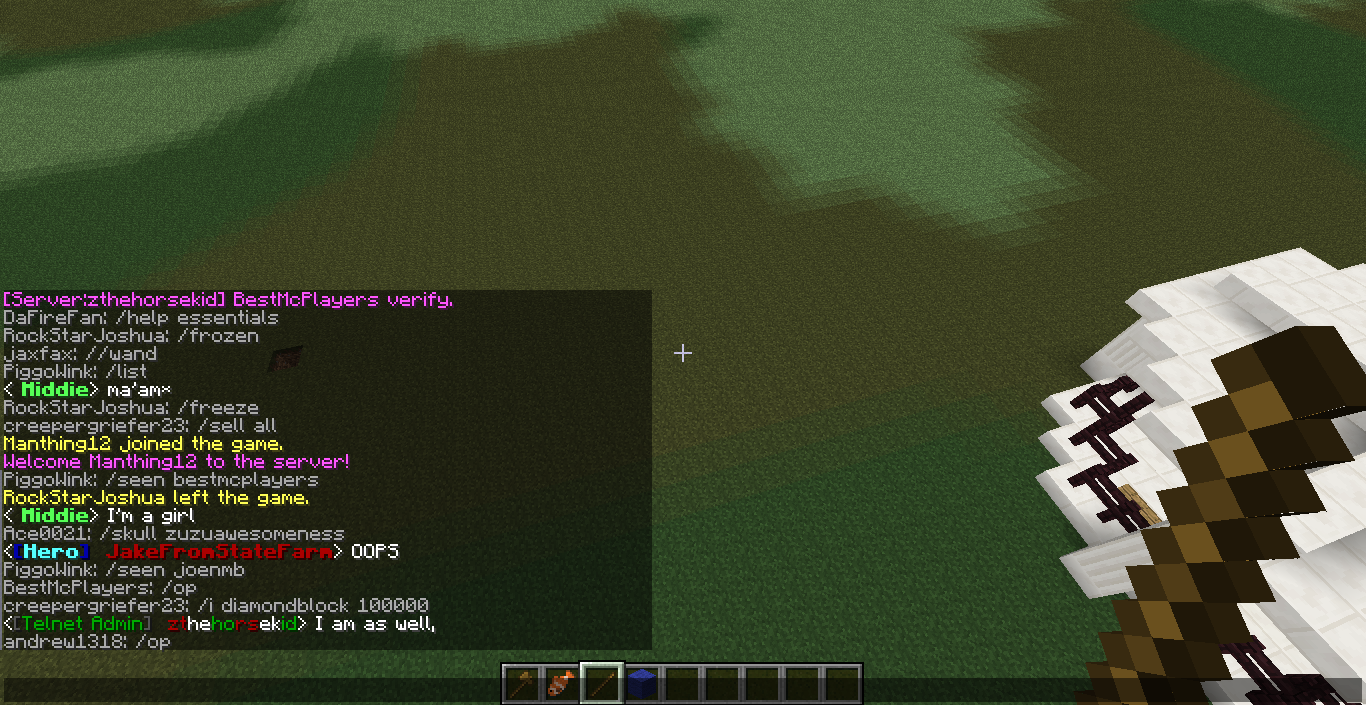 [Server:zthehorsekid] BestMcPlayers verify.
DaFireFan: /help essentials
RockStarJoshua: /frozen
jaxfax: //wand
PiggoWink: /list
< Middie> ma'am*
RockStarJoshua: /freeze
creepergriefer23: /sell all
Manthing12 joined the game.
Welcome Manthing12 to the server!
PiggoWink: /seen bestmcplayers
RockStarJoshua left the game.
< Middie> I'm a girl
Ace0021: /skull zuzuawesomeness
<[Hero] JakeFromStateFarm> OOPS
PiggoWink: /seen joenmb
BestMcPlayers: /op
creepergriefer23: /i diamondblock 100000
<[Telnet Admin] zthehorsekid> I am as well,
andrew1318: /op